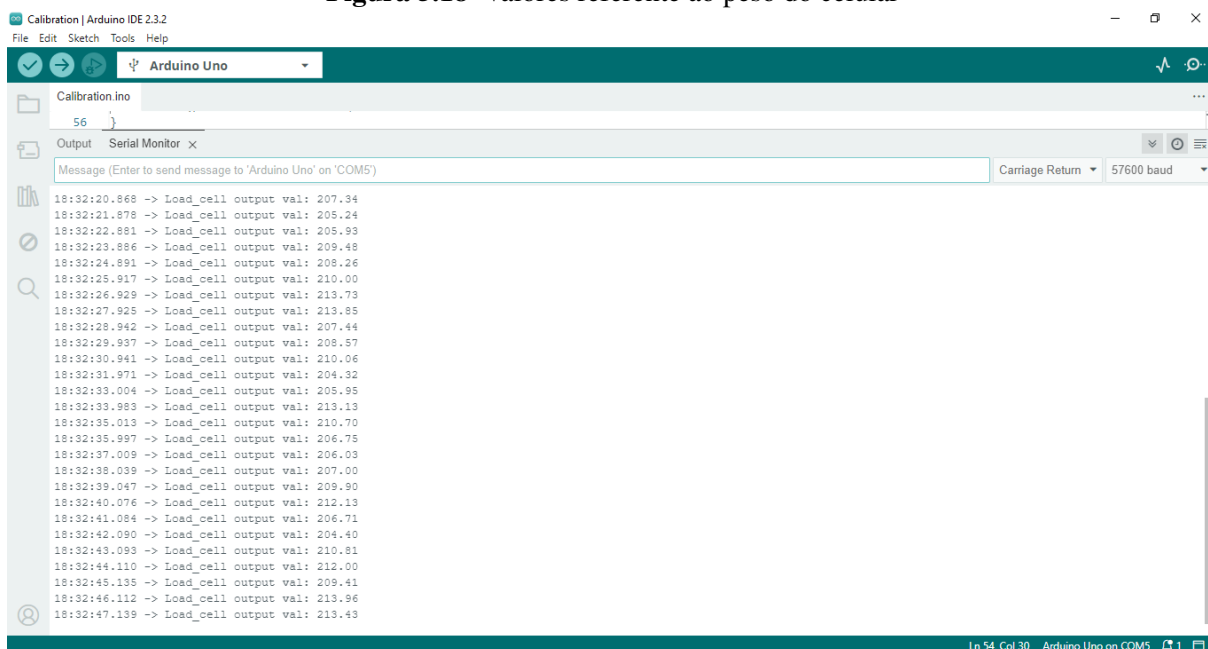 Figura 3.18- Valores referente ao peso do celular
Calibration | Arduino IDE 2.3.2
File Edit Sketch Tools Help
Arduino Uno
Calibration.ino
56 }
Output Serial Monitor
Message (Enter to send message to 'Arduino Uno' on 'COM5')
Carriage Return 57600 baud
18:32:20.868 -> Load_cell output val: 207.34
18:32:21.878 -> Load_cell output val: 205.24
18:32:22.881 -> Load_cell output val: 205.93
18:32:23.886 -> Load_cell output val: 209.48
18:32:24.891 -> Load_cell output val: 208.26
18:32:25.917 -> Load_cell output val: 210.00
18:32:26.929 -> Load_cell output val: 213.73
18:32:27.925 -> Load_cell output val: 213.85
18:32:28.942 -> Load_cell output val: 207.44
18:32:29.937 -> Load_cell output val: 208.57
18:32:30.941 -> Load_cell output val: 210.06
18:32:31.971 -> Load_cell output val: 204.32
18:32:33.004 -> Load_cell output val: 205.95
18:32:33.983 -> Load_cell output val: 213.13
18:32:35.013 -> Load_cell output val: 210.70
18:32:35.997 -> Load_cell output val: 206.75
18:32:37.009 -> Load_cell output val: 206.03
18:32:38.039 -> Load_cell output val: 207.00
18:32:39.047 -> Load_cell output val: 209.90
18:32:40.076 -> Load_cell output val: 212.13
18:32:41.084 -> Load_cell output val: 206.71
18:32:42.090 -> Load_cell output val: 204.40
18:32:43.093 -> Load_cell output val: 210.81
18:32:44.110 -> Load_cell output val: 212.00
18:32:45.135 -> Load_cell output val: 209.41
18:32:46.112 -> Load_cell output val: 213.96
18:32:47.139 -> Load_cell output val: 213.43
Ln 54, Col 30 Arduino Uno on COM5 1